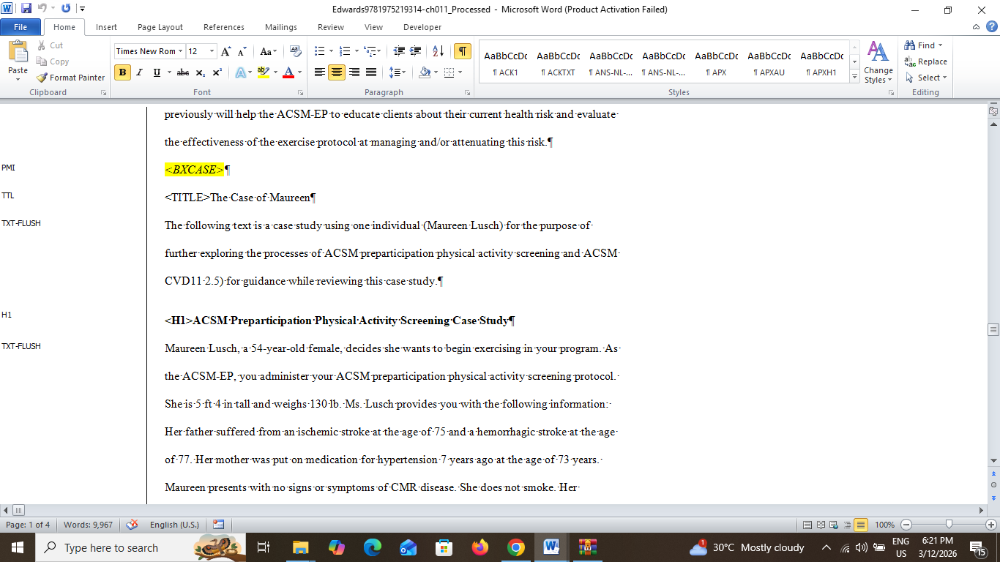 Edwards9781975219314-ch011_Processed - Microsoft Word (Product Activation Failed)
File Home Insert Page Layout References Mailings Review View Developer
Paste
Cut
Copy
Format Painter
Clipboard
Times New Rom 12
Font
Paragraph
AaBbCcDc AaBbCcDc AaBbCcDc AaBbCcDc AaBbCcDc AaBbCcDc AaBbCcDc
¶ ACK1 ¶ ACKTXT ¶ ANS-NL-... ¶ ANS-NL-... ¶ APX ¶ APXAU ¶ APXH1
Change Styles
Styles
Find
Replace
Select
Editing
previously will help the ACSM-EP to educate clients about their current health risk and evaluate
the effectiveness of the exercise protocol at managing and/or attenuating this risk.¶
PMI <BXCASE>¶
TTL <TITLE>The Case of Maureen¶
TXT-FLUSH The following text is a case study using one individual (Maureen Lusch) for the purpose of
further exploring the processes of ACSM preparticipation physical activity screening and ACSM
CVD11 2.5) for guidance while reviewing this case study.¶
H1 <H1>ACSM Preparticipation Physical Activity Screening Case Study¶
TXT-FLUSH Maureen Lusch, a 54-year-old female, decides she wants to begin exercising in your program. As
the ACSM-EP, you administer your ACSM preparticipation physical activity screening protocol.
She is 5 ft 4 in tall and weighs 130 lb. Ms. Lusch provides you with the following information:
Her father suffered from an ischemic stroke at the age of 75 and a hemorrhagic stroke at the age
of 77. Her mother was put on medication for hypertension 7 years ago at the age of 73 years.
Maureen presents with no signs or symptoms of CMR disease. She does not smoke. Her
Page: 1 of 4 Words: 9,967 English (U.S.) 100%
Type here to search
1 30°C Mostly cloudy
ENG US
6:21 PM
3/12/2026
15